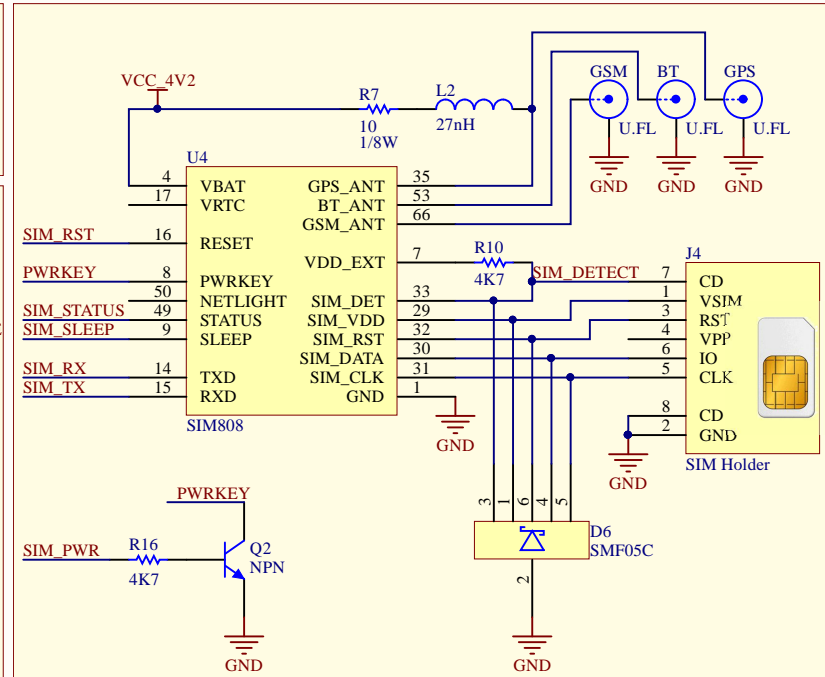 VCC_4V2
R7
10
1/8W
L2
27nH
GSM
BT
GPS
U.FL
U.FL
U.FL
GND
GND
GND
U4
4 VBAT
17 VRTC
SIM_RST 16 RESET
PWRKEY 8 PWRKEY
50 NETLIGHT
SIM_STATUS 49 STATUS
SIM_SLEEP 9 SLEEP
SIM_RX 14 TXD
SIM_TX 15 RXD
GPS_ANT 35
BT_ANT 53
GSM_ANT 66
VDD_EXT 7
SIM_DET 33
SIM_VDD 29
SIM_RST 32
SIM_DATA 30
SIM_CLK 31
GND 1
SIM808
GND
R10
4K7
SIM_DETECT
J4
7 CD
1 VSIM
3 RST
4 VPP
6 IO
5 CLK
8 CD
2 GND
SIM Holder
GND
PWRKEY
SIM_PWR
R16
4K7
Q2
NPN
GND
3 1 6 4 5
D6
SMF05C
2
GND